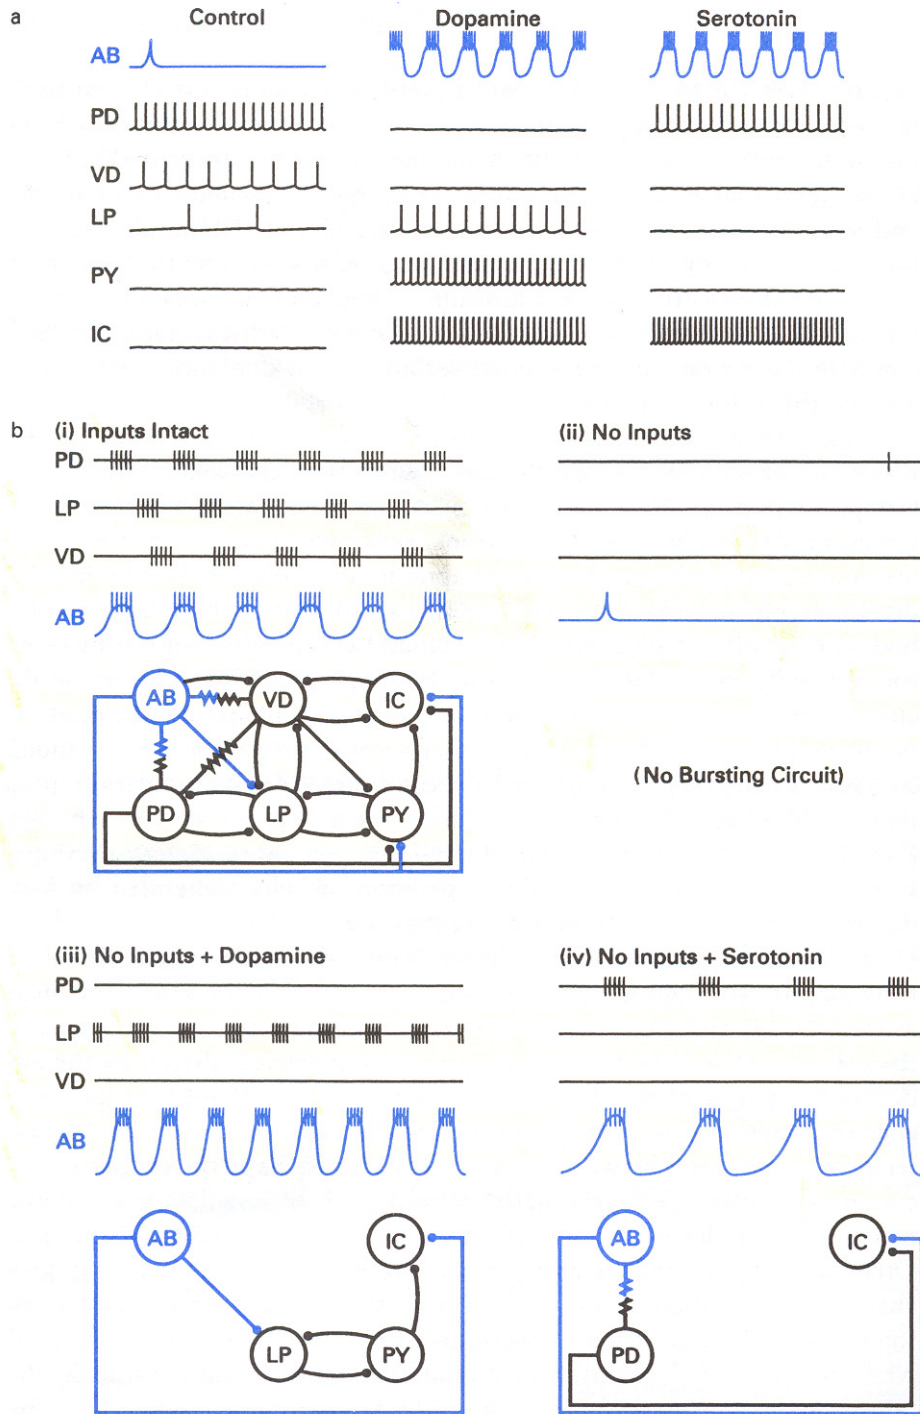 a Control Dopamine Serotonin
AB
PD
VD
LP
PY
IC
b (i) Inputs Intact (ii) No Inputs
PD
LP
VD
AB
AB VD IC
(No Bursting Circuit)
PD LP PY
(iii) No Inputs + Dopamine (iv) No Inputs + Serotonin
PD
LP
VD
AB
AB IC AB IC
LP PY PD